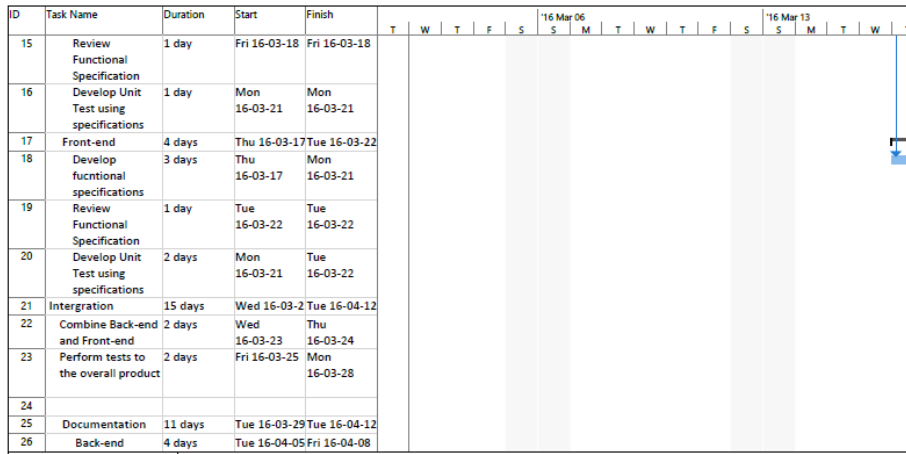 ID Task Name Duration Start Finish '16 Mar 06 '16 Mar 13
T W T F S S M T W T F S S M T W
15 Review 1 day Fri 16-03-18 Fri 16-03-18
Functional
Specification
16 Develop Unit 1 day Mon Mon
Test using 16-03-21 16-03-21
specifications
17 Front-end 4 days Thu 16-03-17 Tue 16-03-22
18 Develop 3 days Thu Mon
fucntional 16-03-17 16-03-21
specifications
19 Review 1 day Tue Tue
Functional 16-03-22 16-03-22
Specification
20 Develop Unit 2 days Mon Tue
Test using 16-03-21 16-03-22
specifications
21 Intergration 15 days Wed 16-03-2 Tue 16-04-12
22 Combine Back-end 2 days Wed Thu
and Front-end 16-03-23 16-03-24
23 Perform tests to 2 days Fri 16-03-25 Mon
the overall product 16-03-28
24
25 Documentation 11 days Tue 16-03-29 Tue 16-04-12
26 Back-end 4 days Tue 16-04-05 Fri 16-04-08